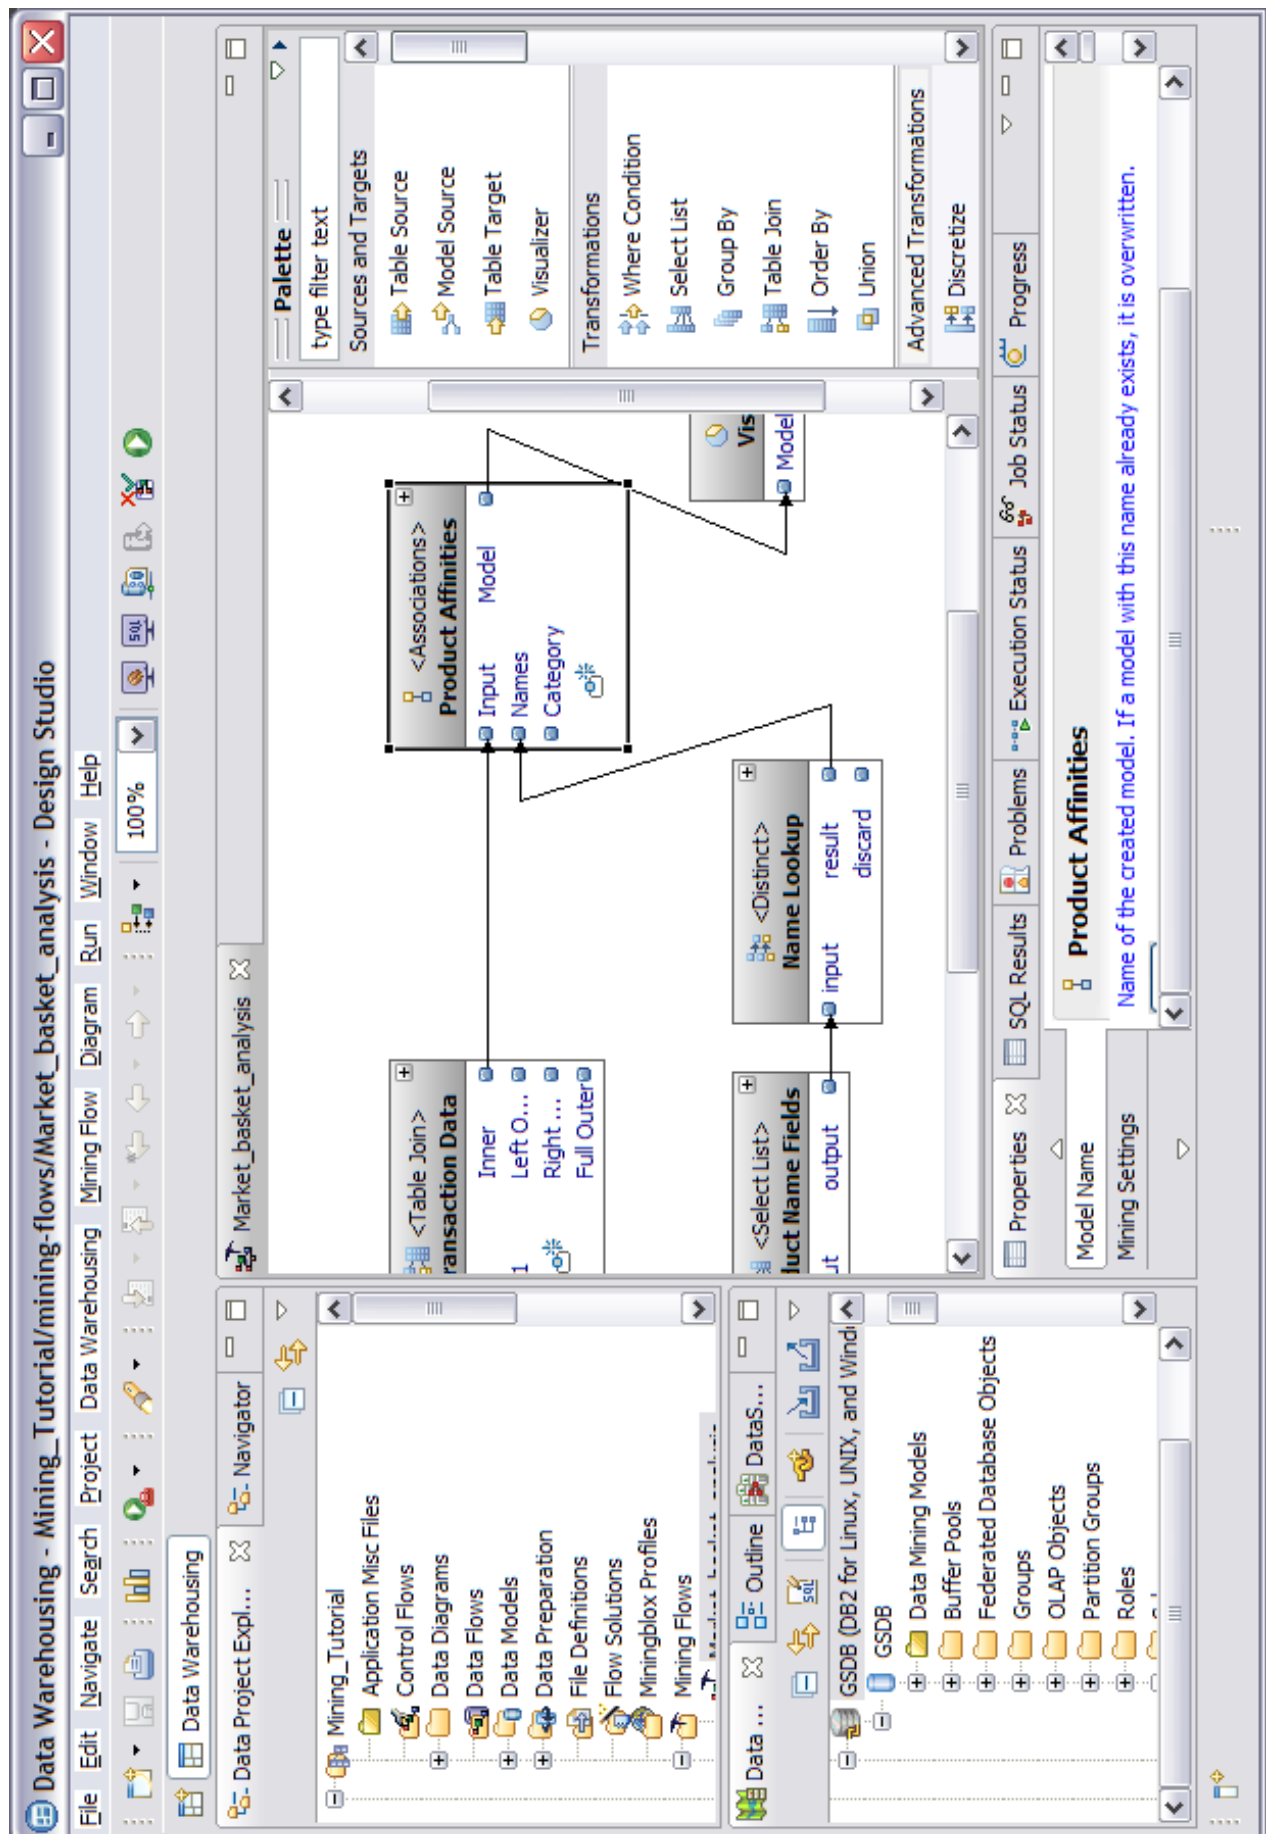 Data Warehousing - Mining_Tutorial/mining-flows/Market_basket_analysis - Design Studio
File Edit Navigate Search Project Data Warehousing Mining Flow Diagram Run Window Help
100%
Data Warehousing
Data Project Expl... Navigator
Mining_Tutorial
Application Misc Files
Control Flows
Data Diagrams
Data Flows
Data Models
Data Preparation
File Definitions
Flow Solutions
Miningblox Profiles
Mining Flows
Data ... Outline DataS...
GSDB (DB2 for Linux, UNIX, and Wind
GSDB
Data Mining Models
Buffer Pools
Federated Database Objects
Groups
OLAP Objects
Partition Groups
Roles
Market_basket_analysis
<Table Join>
ransaction Data
1
Inner
Left O...
Right ...
Full Outer
<Associations>
Product Affinities
Input Model
Names
Category
<Select List>
luct Name Fields
ut output
<Distinct>
Name Lookup
input result
discard
Vis
Model
Palette
type filter text
Sources and Targets
Table Source
Model Source
Table Target
Visualizer
Transformations
Where Condition
Select List
Group By
Table Join
Order By
Union
Advanced Transformations
Discretize
Properties SQL Results Problems Execution Status Job Status Progress
Model Name
Mining Settings
Product Affinities
Name of the created model. If a model with this name already exists, it is overwritten.